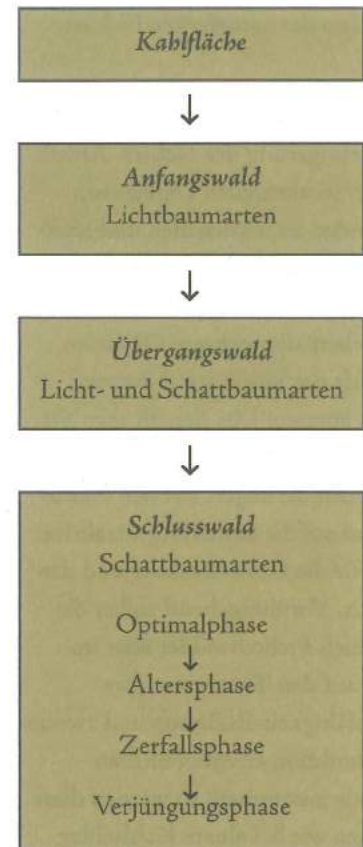 Kahlfläche
↓
Anfangswald
Lichtbaumarten
↓
Übergangswald
Licht- und Schattbaumarten
↓
Schlusswald
Schattbaumarten
Optimalphase
↓
Altersphase
↓
Zerfallsphase
↓
Verjüngungsphase